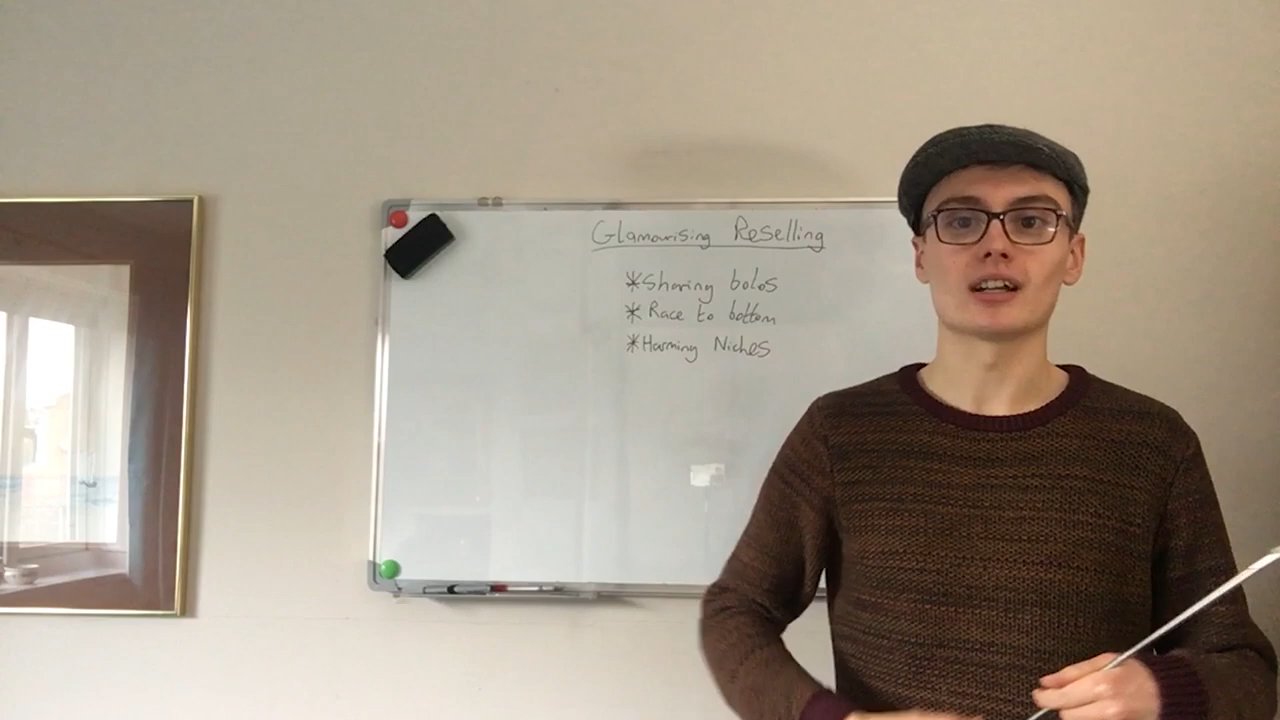 Glamourising Reselling
*Sharing bolos
* Race to bottom
*Harming Niches